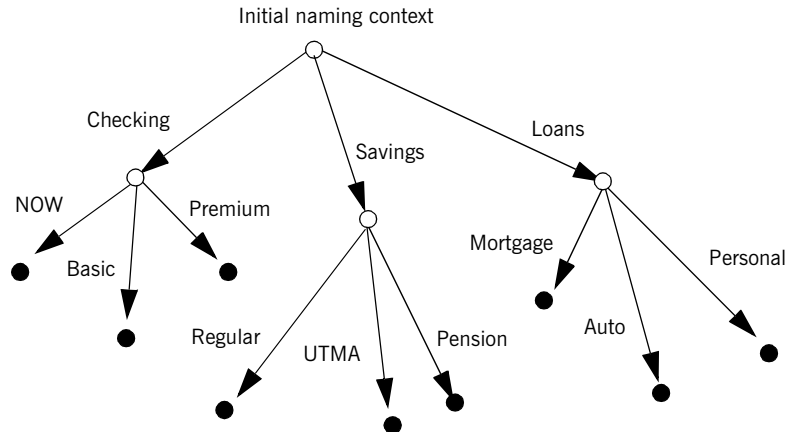 Initial naming context
Checking
Savings
Loans
NOW
Basic
Premium
Regular
UTMA
Pension
Mortgage
Auto
Personal